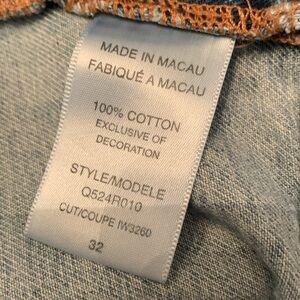 MADE IN MACAU
FABIQUÉ A MACAU
100% COTTON
EXCLUSIVE OF
DECORATION
STYLE/MODELE
Q524R010
CUT/COUPE IW3260
32